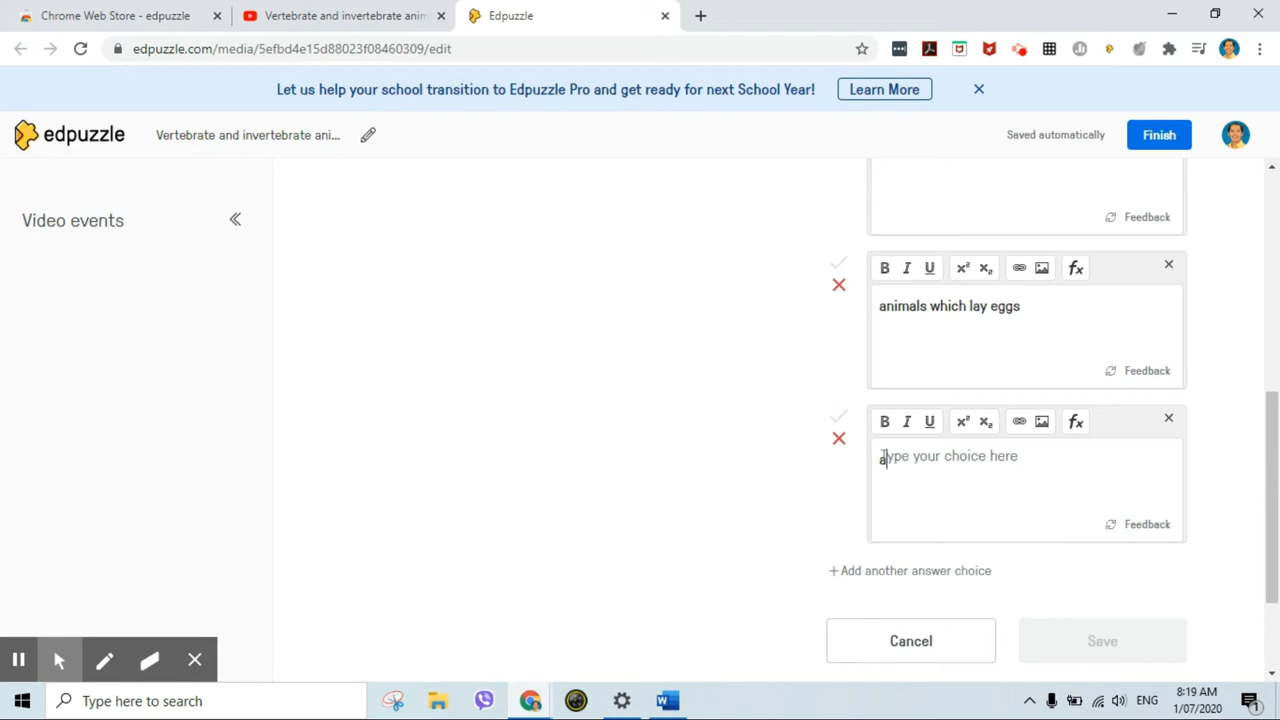 Chrome Web Store - edpuzzle
Vertebrate and invertebrate anim
Edpuzzle
edpuzzle.com/media/5efbd4e15d88023f08460309/edit
Let us help your school transition to Edpuzzle Pro and get ready for next School Year!
Learn More
edpuzzle
Vertebrate and invertebrate ani...
Saved automatically
Finish
Video events
Feedback
B I U x² x₂ fx
animals which lay eggs
Feedback
B I U x² x₂ fx
a
Type your choice here
Feedback
+ Add another answer choice
Cancel
Save
Type here to search
ENG
8:19 AM
1/07/2020